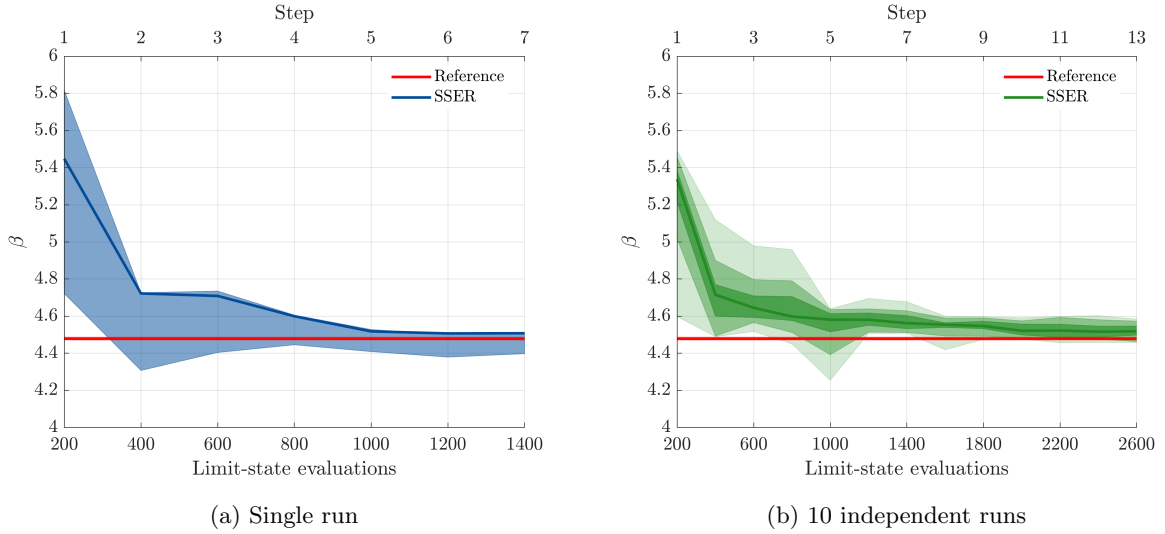 Step
1 2 3 4 5 6 7
6
5.8
5.6
5.4
5.2
5
4.8
4.6
4.4
4.2
4
β
Reference
SSER
200 400 600 800 1000 1200 1400
Limit-state evaluations
(a) Single run
Step
1 3 5 7 9 11 13
6
5.8
5.6
5.4
5.2
5
4.8
4.6
4.4
4.2
4
β
Reference
SSER
200 600 1000 1400 1800 2200 2600
Limit-state evaluations
(b) 10 independent runs